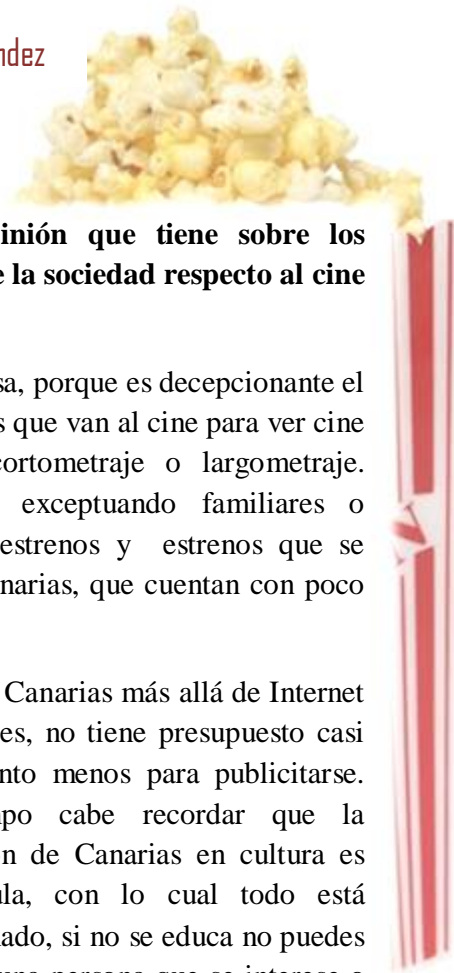 ndez
inión que tiene sobre los
e la sociedad respecto al cine
sa, porque es decepcionante el
s que van al cine para ver cine
cortometraje o largometraje.
exceptuando familiares o
estrenos y estrenos que se
narias, que cuentan con poco
Canarias más allá de Internet
es, no tiene presupuesto casi
nto menos para publicitarse.
po cabe recordar que la
n de Canarias en cultura es
la, con lo cual todo está
ado, si no se educa no puedes